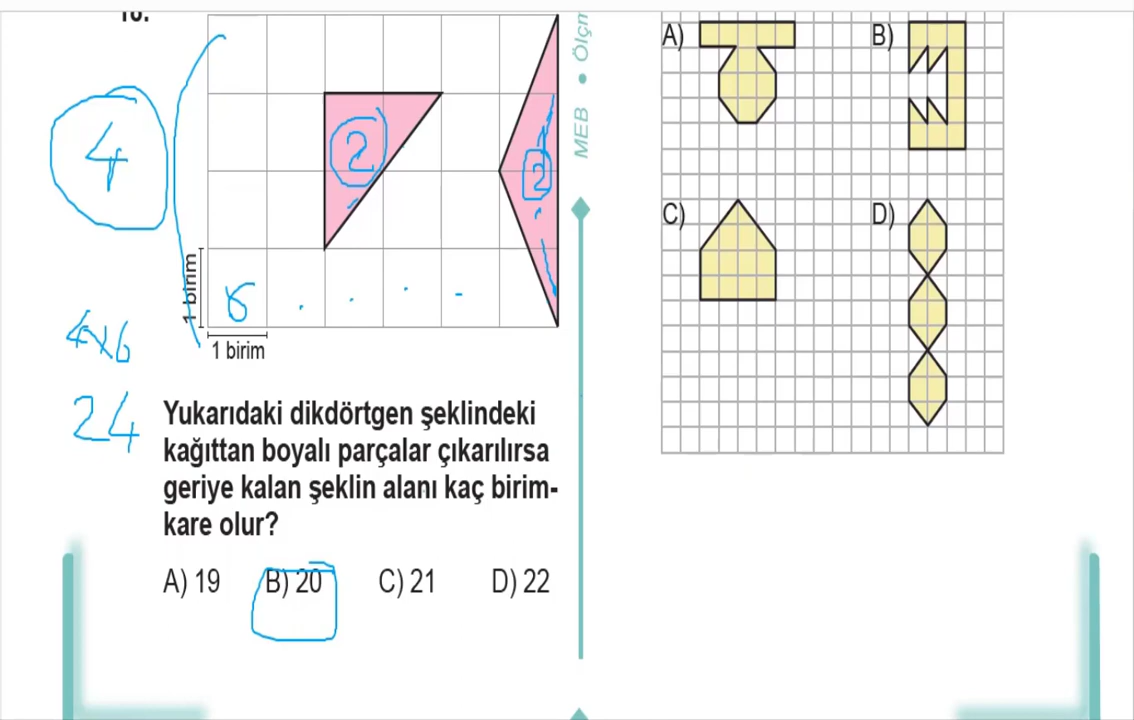 4
2
2
6
1 birim
1 birim
4x6
24
Yukarıdaki dikdörtgen şeklindeki
kağıttan boyalı parçalar çıkarılırsa
geriye kalan şeklin alanı kaç birim-
kare olur?
A) 19 B) 20 C) 21 D) 22
MEB • Ölçm
A) B)
C) D)